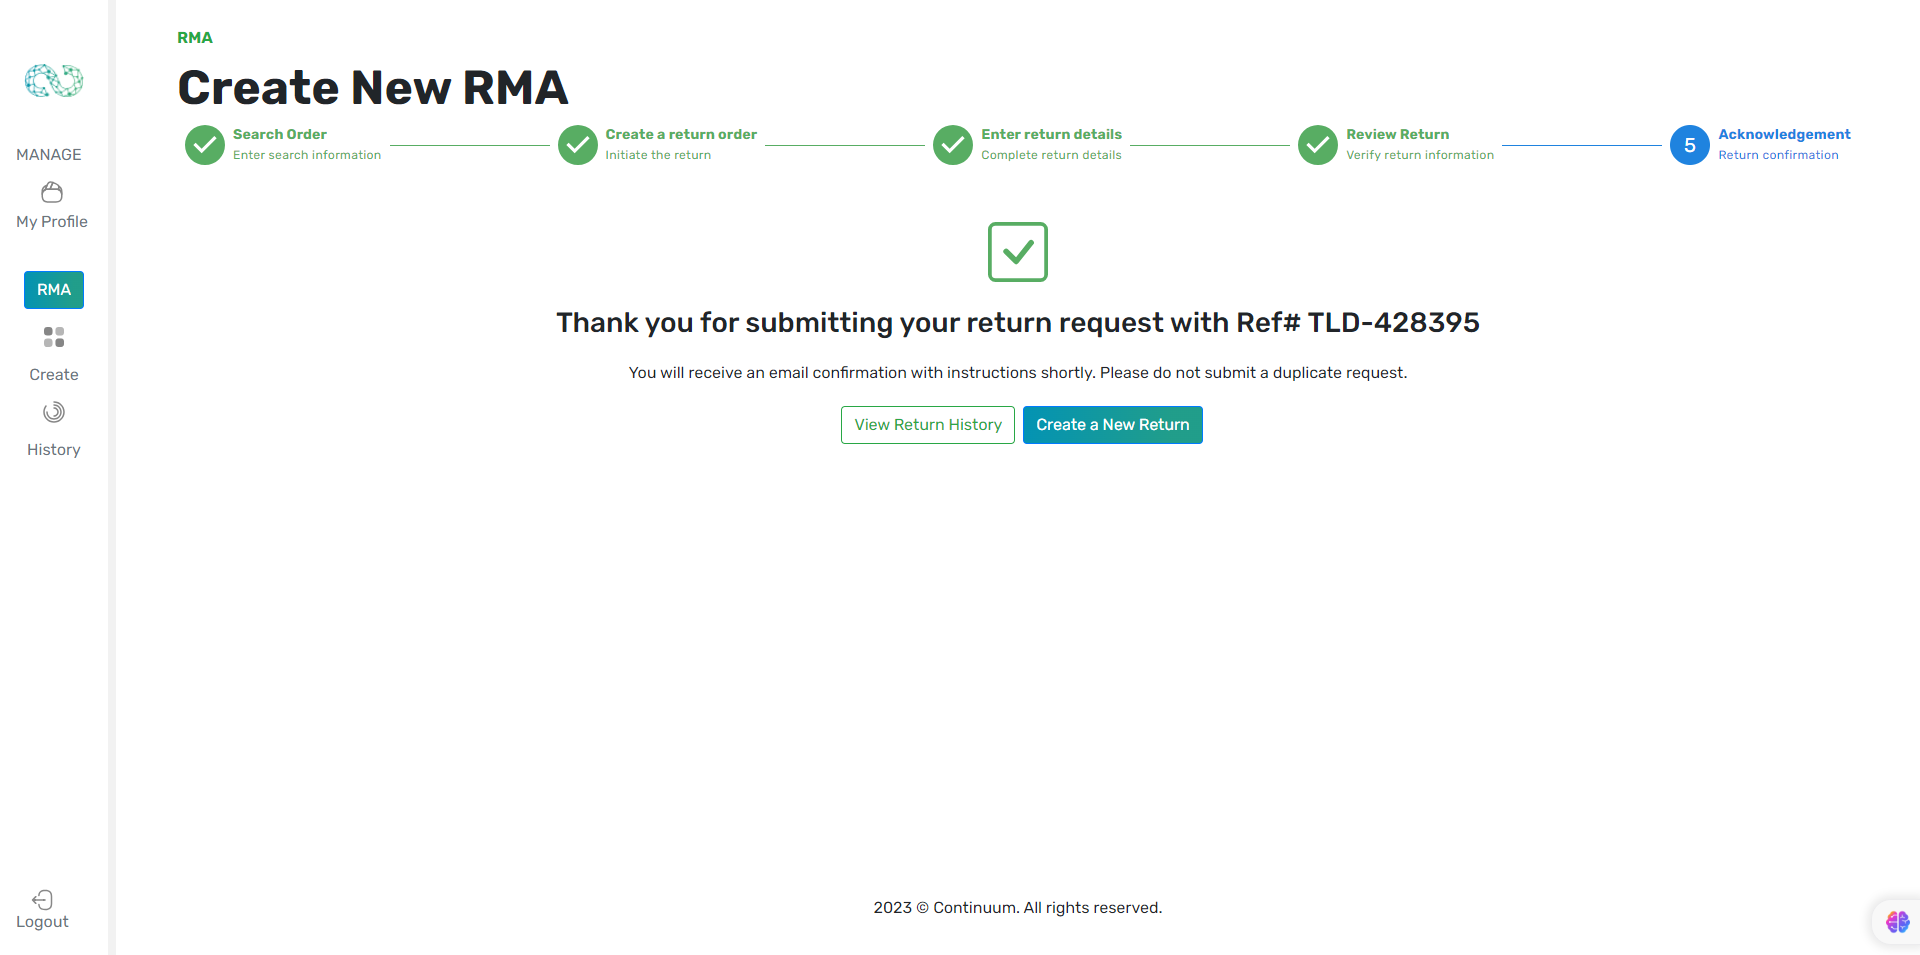 RMA
Create New RMA
Search Order
Enter search information
Create a return order
Initiate the return
Enter return details
Complete return details
Review Return
Verify return information
5
Acknowledgement
Return confirmation
MANAGE
My Profile
RMA
Create
History
Logout
Thank you for submitting your return request with Ref# TLD-428395
You will receive an email confirmation with instructions shortly. Please do not submit a duplicate request.
View Return History
Create a New Return
2023 © Continuum. All rights reserved.